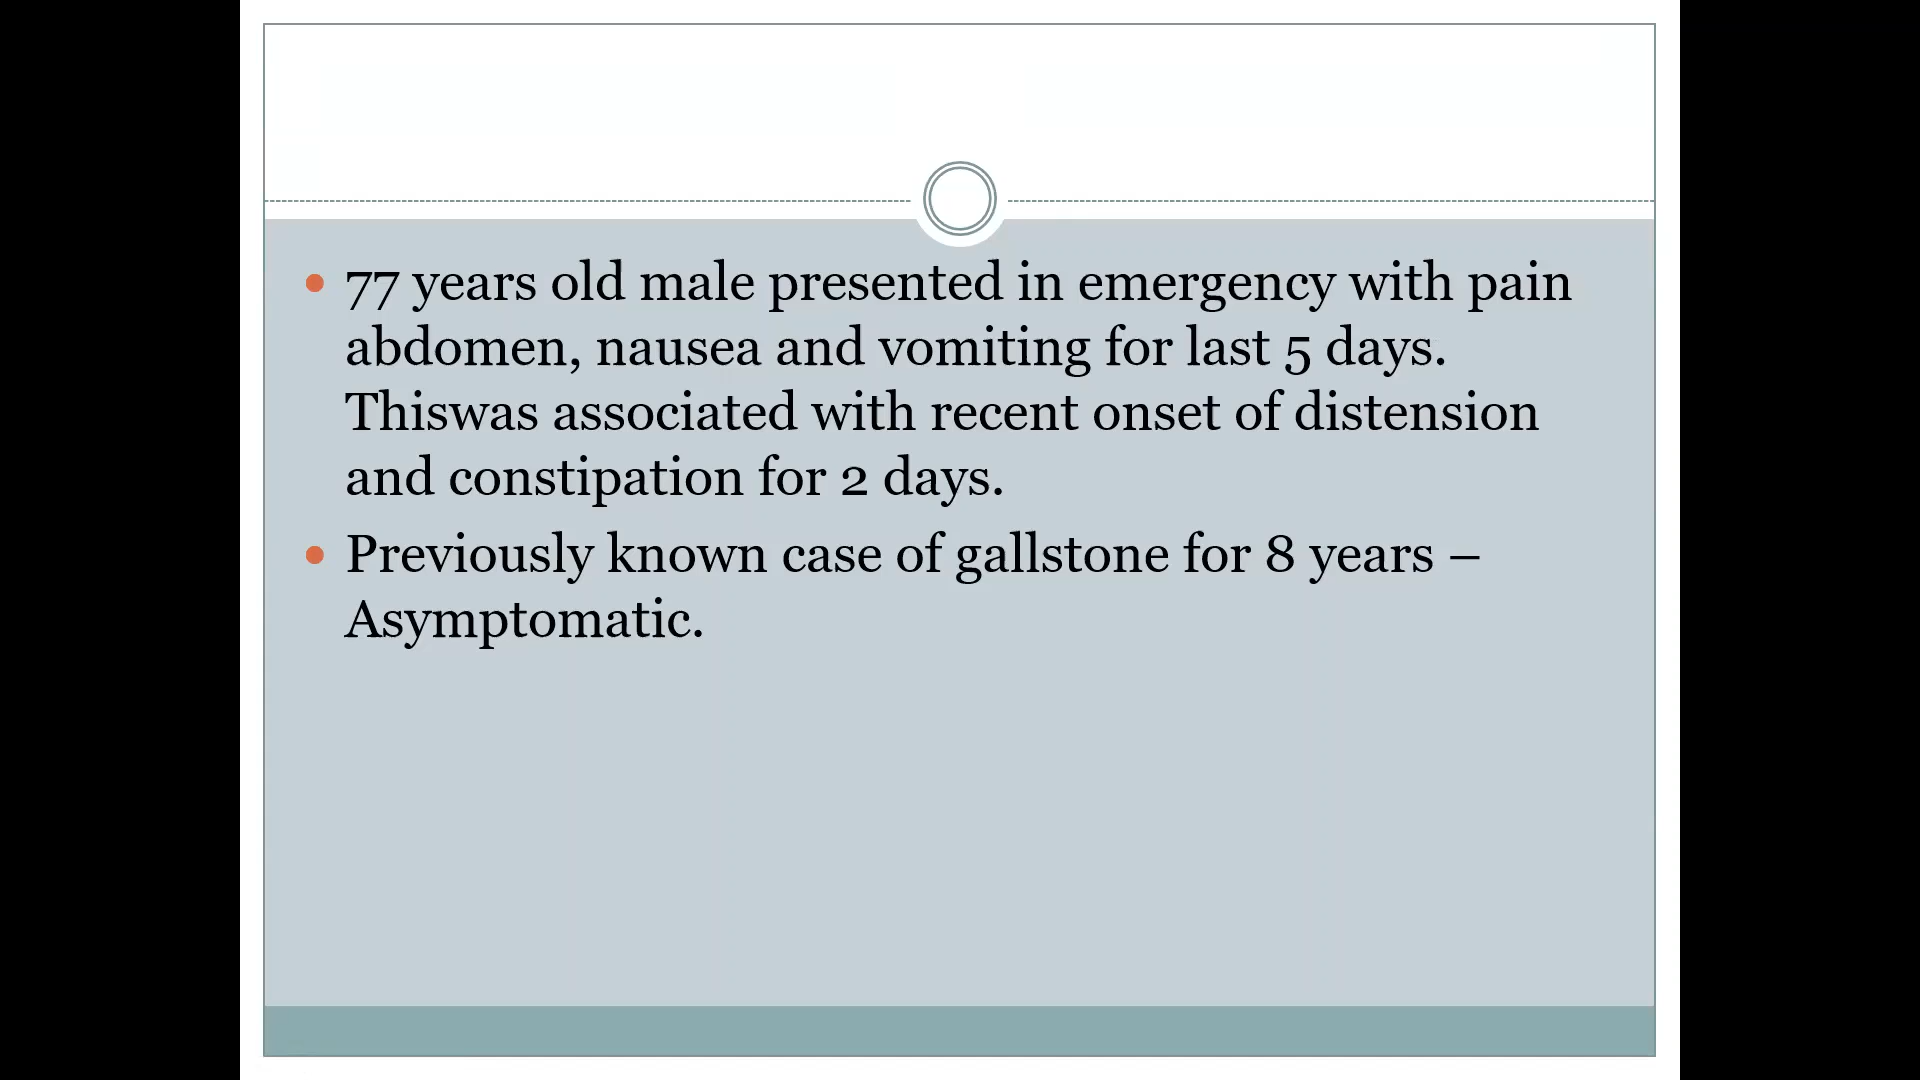 • 77 years old male presented in emergency with pain
abdomen, nausea and vomiting for last 5 days.
Thiswas associated with recent onset of distension
and constipation for 2 days.
• Previously known case of gallstone for 8 years –
Asymptomatic.